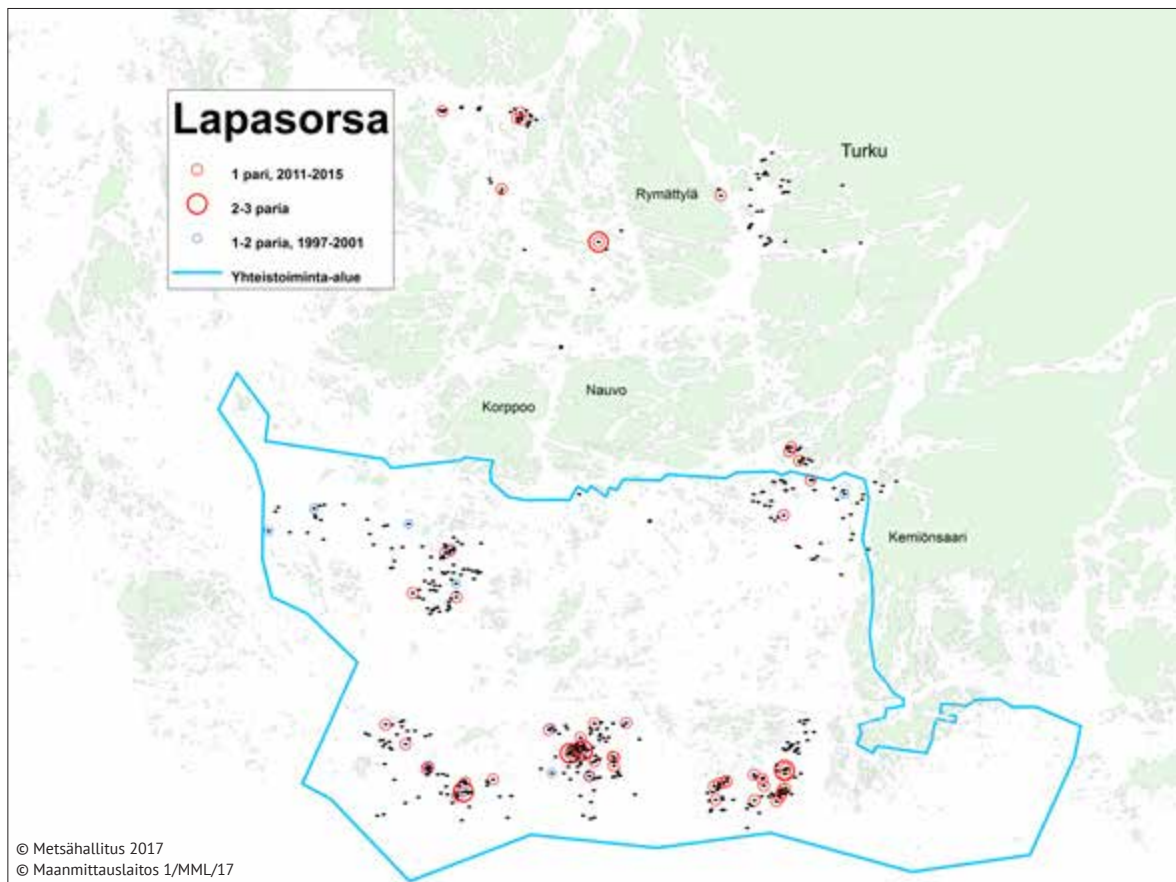 Lapasorsa
1 pari, 2011-2015
2-3 paria
1-2 paria, 1997-2001
Yhteistoiminta-alue
Turku
Rymättylä
Nauvo
Korppoo
Kemiönsaari
© Metsähallitus 2017
© Maanmittauslaitos 1/MML/17